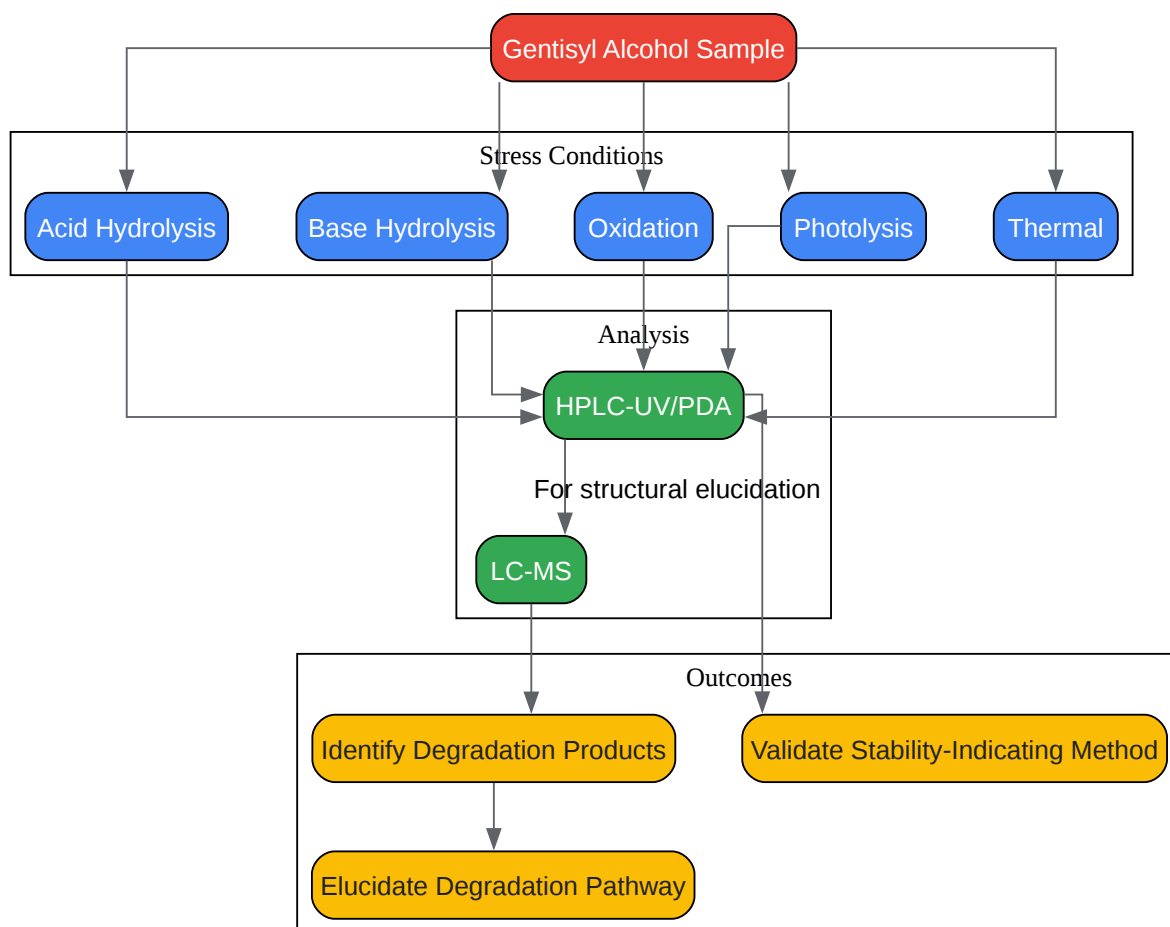 Gentisyl Alcohol Sample
Stress Conditions
Acid Hydrolysis
Base Hydrolysis
Oxidation
Photolysis
Thermal
Analysis
HPLC-UV/PDA
For structural elucidation
LC-MS
Outcomes
Identify Degradation Products
Validate Stability-Indicating Method
Elucidate Degradation Pathway